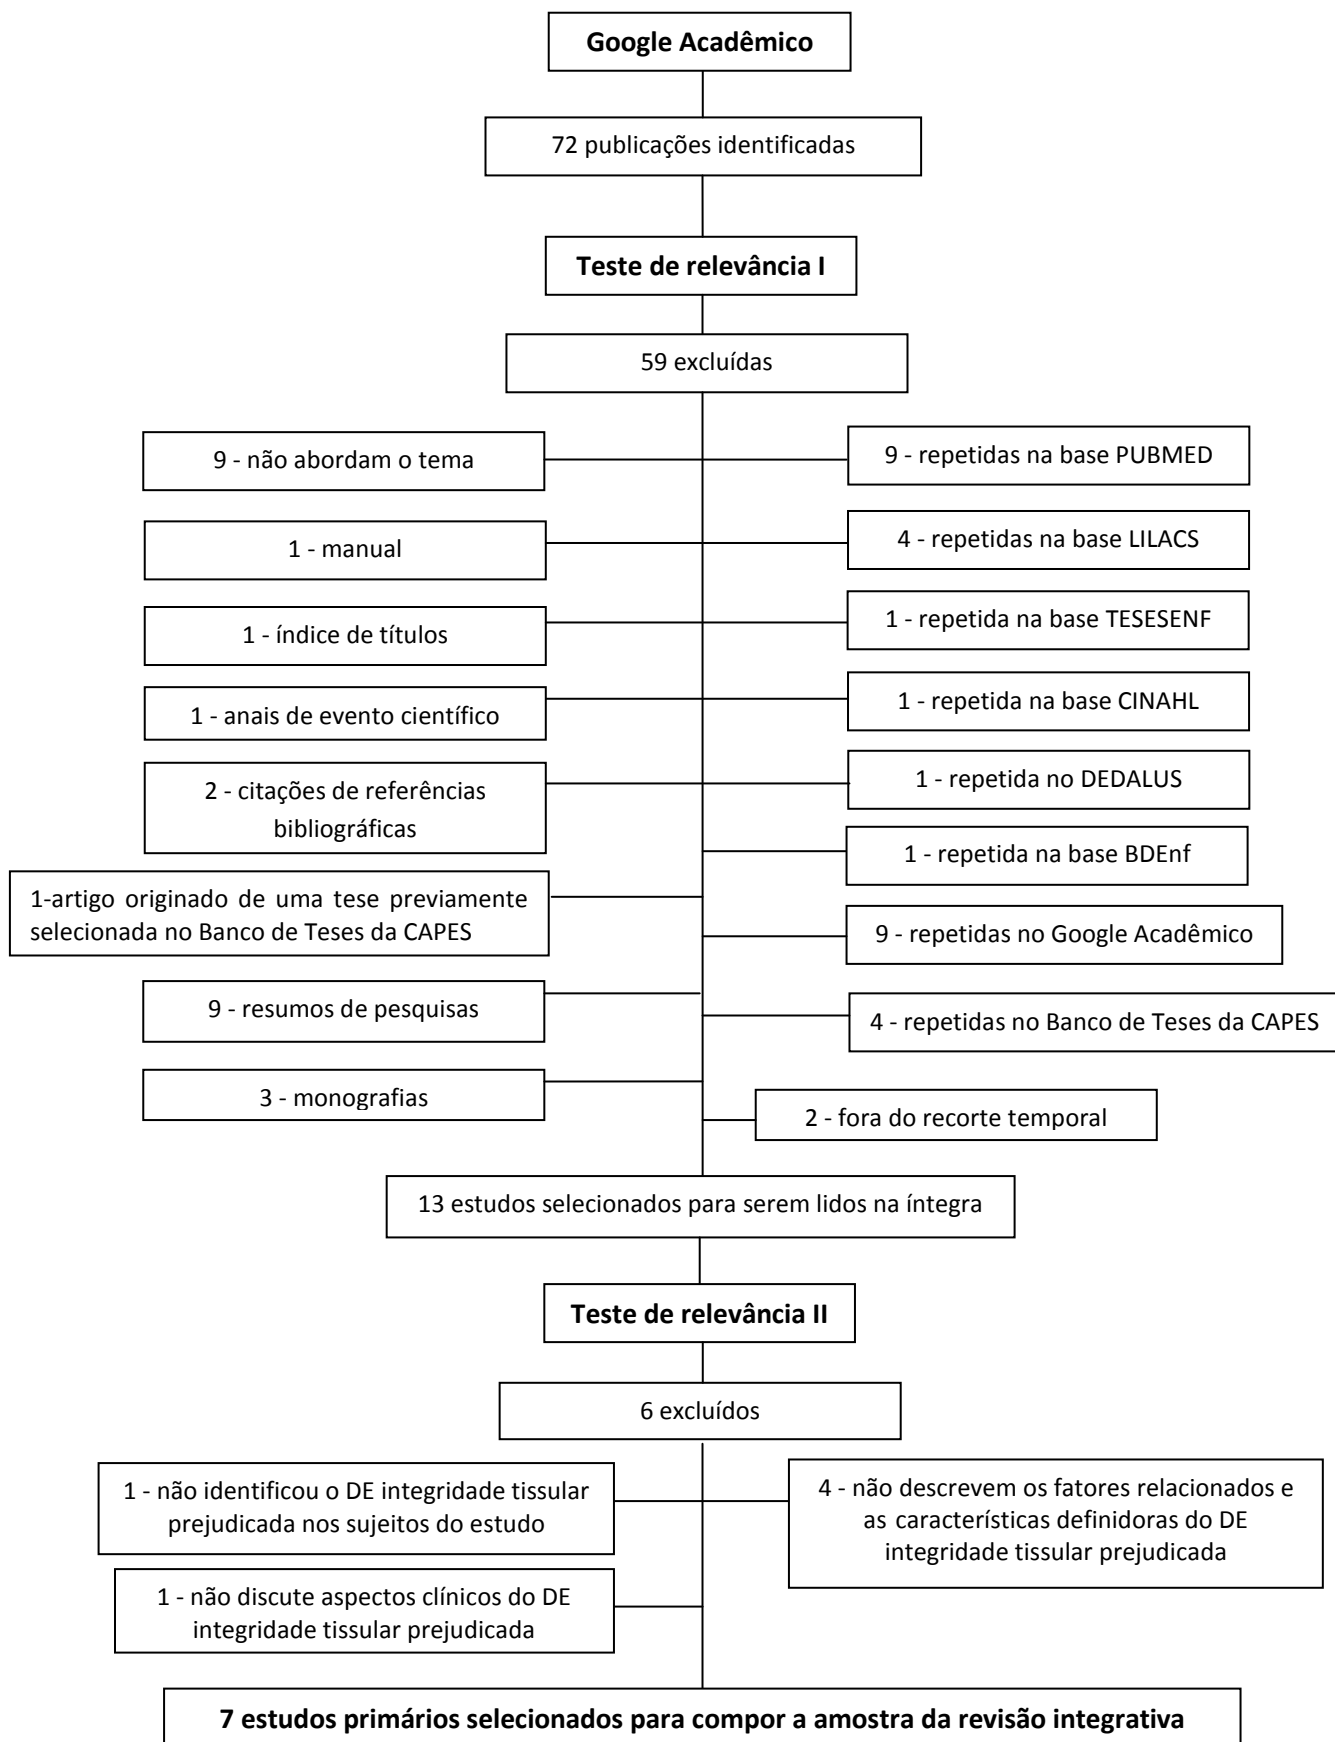 Google Acadêmico
72 publicações identificadas
Teste de relevância I
59 excluídas
9 - não abordam o tema
9 - repetidas na base PUBMED
1 - manual
4 - repetidas na base LILACS
1 - índice de títulos
1 - repetida na base TESESENF
1 - anais de evento científico
1 - repetida na base CINAHL
2 - citações de referências
bibliográficas
1 - repetida no DEDALUS
1 - repetida na base BDEnf
1-artigo originado de uma tese previamente
selecionada no Banco de Teses da CAPES
9 - repetidas no Google Acadêmico
9 - resumos de pesquisas
4 - repetidas no Banco de Teses da CAPES
3 - monografias
2 - fora do recorte temporal
13 estudos selecionados para serem lidos na íntegra
Teste de relevância II
6 excluídos
1 - não identificou o DE integridade tissular
prejudicada nos sujeitos do estudo
4 - não descrevem os fatores relacionados e
as características definidoras do DE
integridade tissular prejudicada
1 - não discute aspectos clínicos do DE
integridade tissular prejudicada
7 estudos primários selecionados para compor a amostra da revisão integrativa